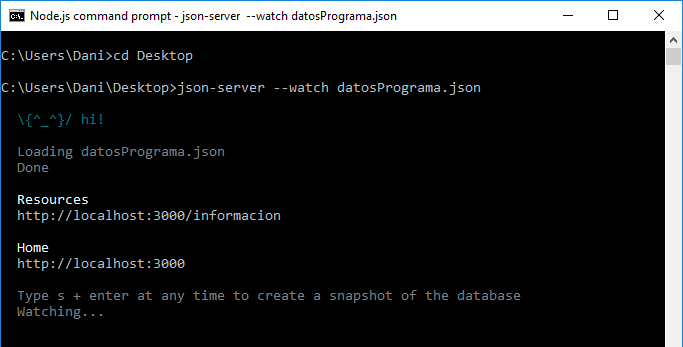 Node.js command prompt - json-server --watch datosPrograma.json
C:\Users\Dani>cd Desktop
C:\Users\Dani\Desktop>json-server --watch datosPrograma.json
\{^_^}/ hi!
Loading datosPrograma.json
Done
Resources
http://localhost:3000/informacion
Home
http://localhost:3000
Type s + enter at any time to create a snapshot of the database
Watching...